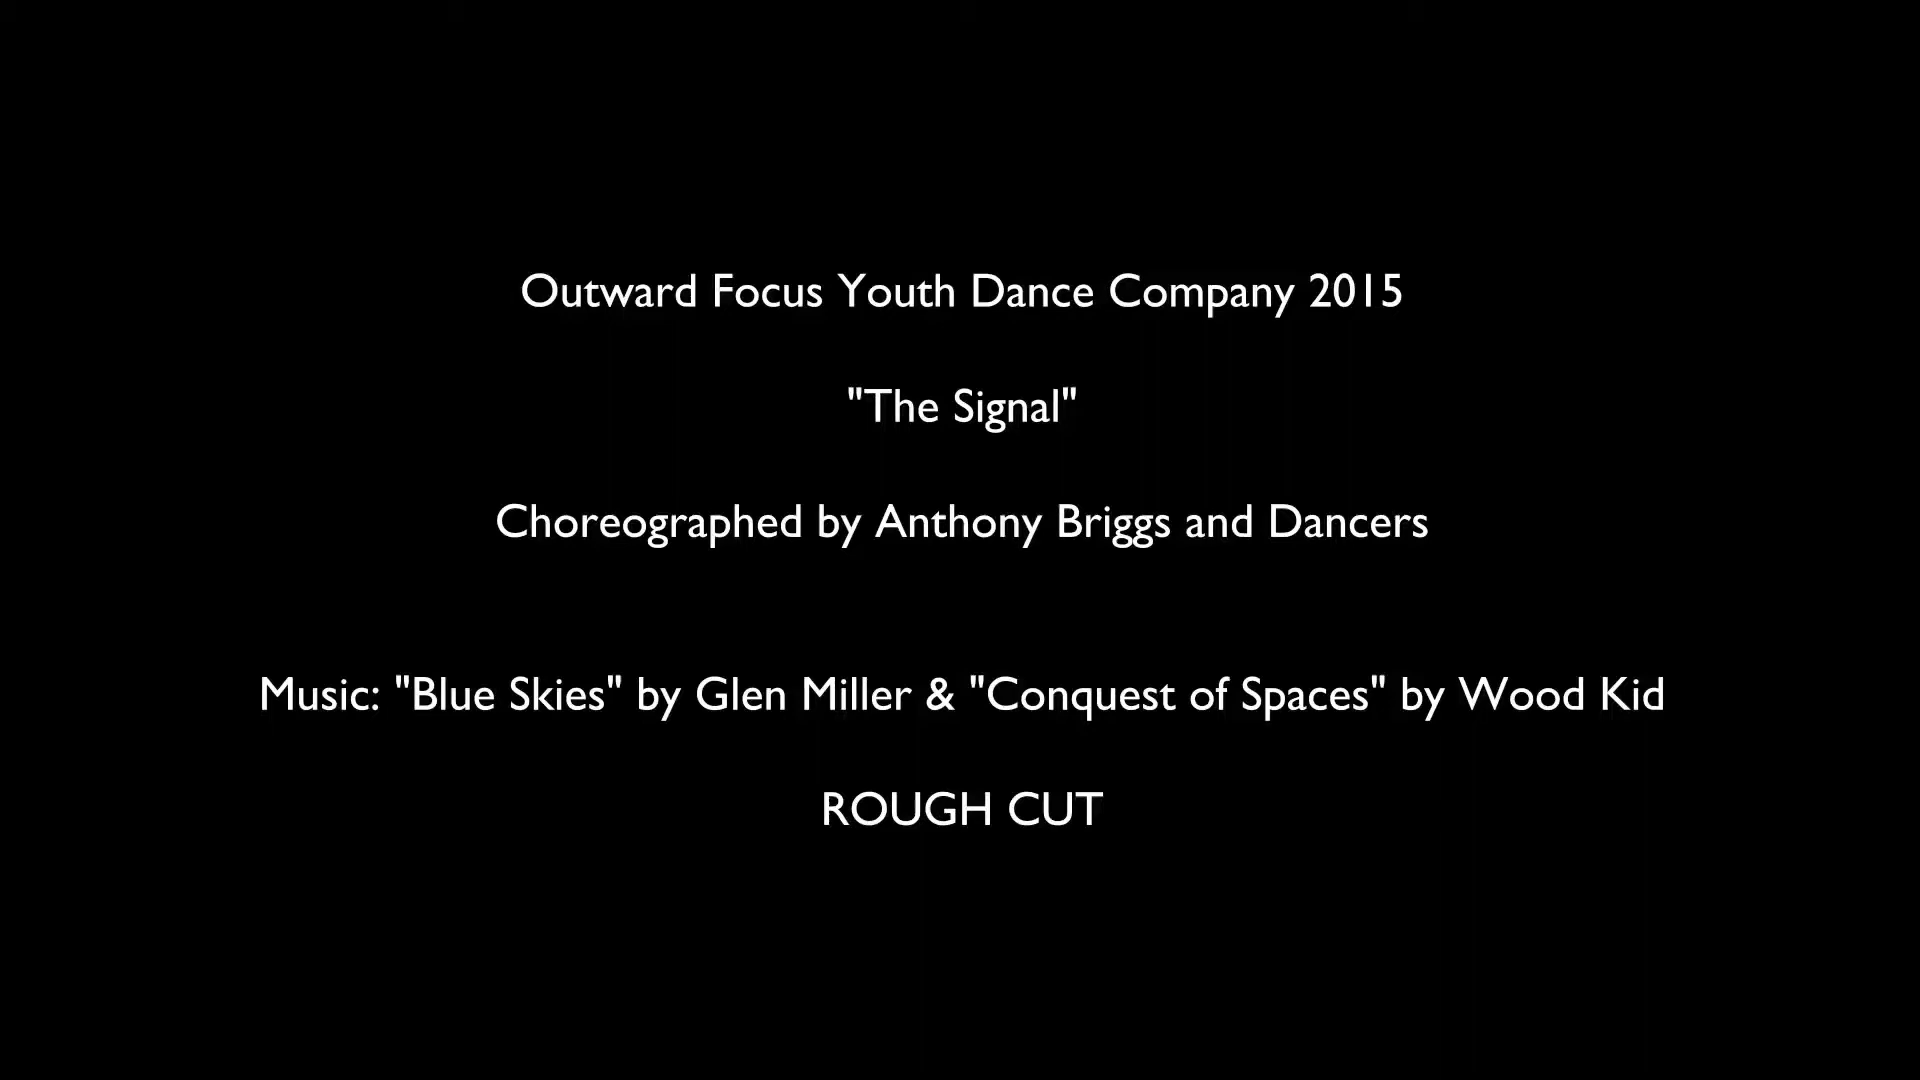 Outward Focus Youth Dance Company 2015
"The Signal"
Choreographed by Anthony Briggs and Dancers
Music: "Blue Skies" by Glen Miller & "Conquest of Spaces" by Wood Kid
ROUGH CUT